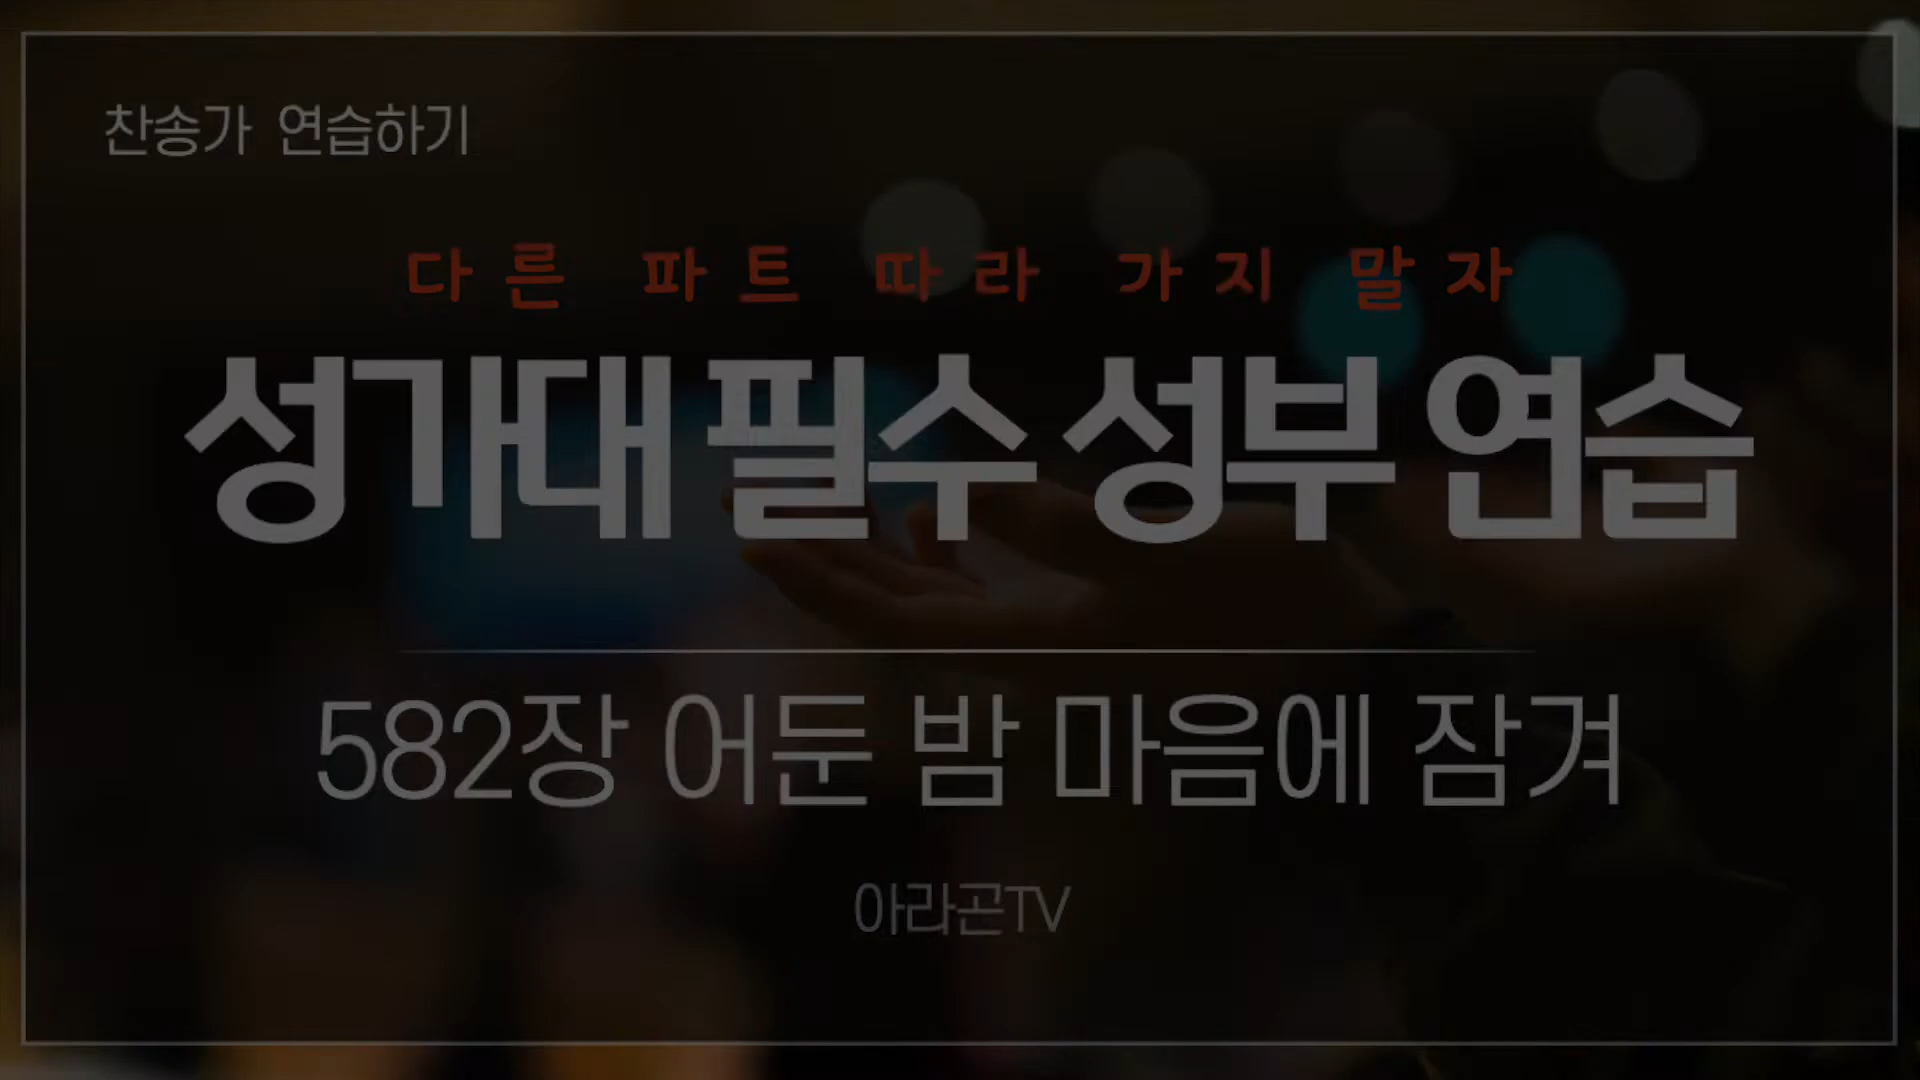 찬송가 연습하기
다른 파트 따라 가지 말자
성가대 필수 성부 연습
582장 어둔 밤 마음에 잠겨
아라곤TV